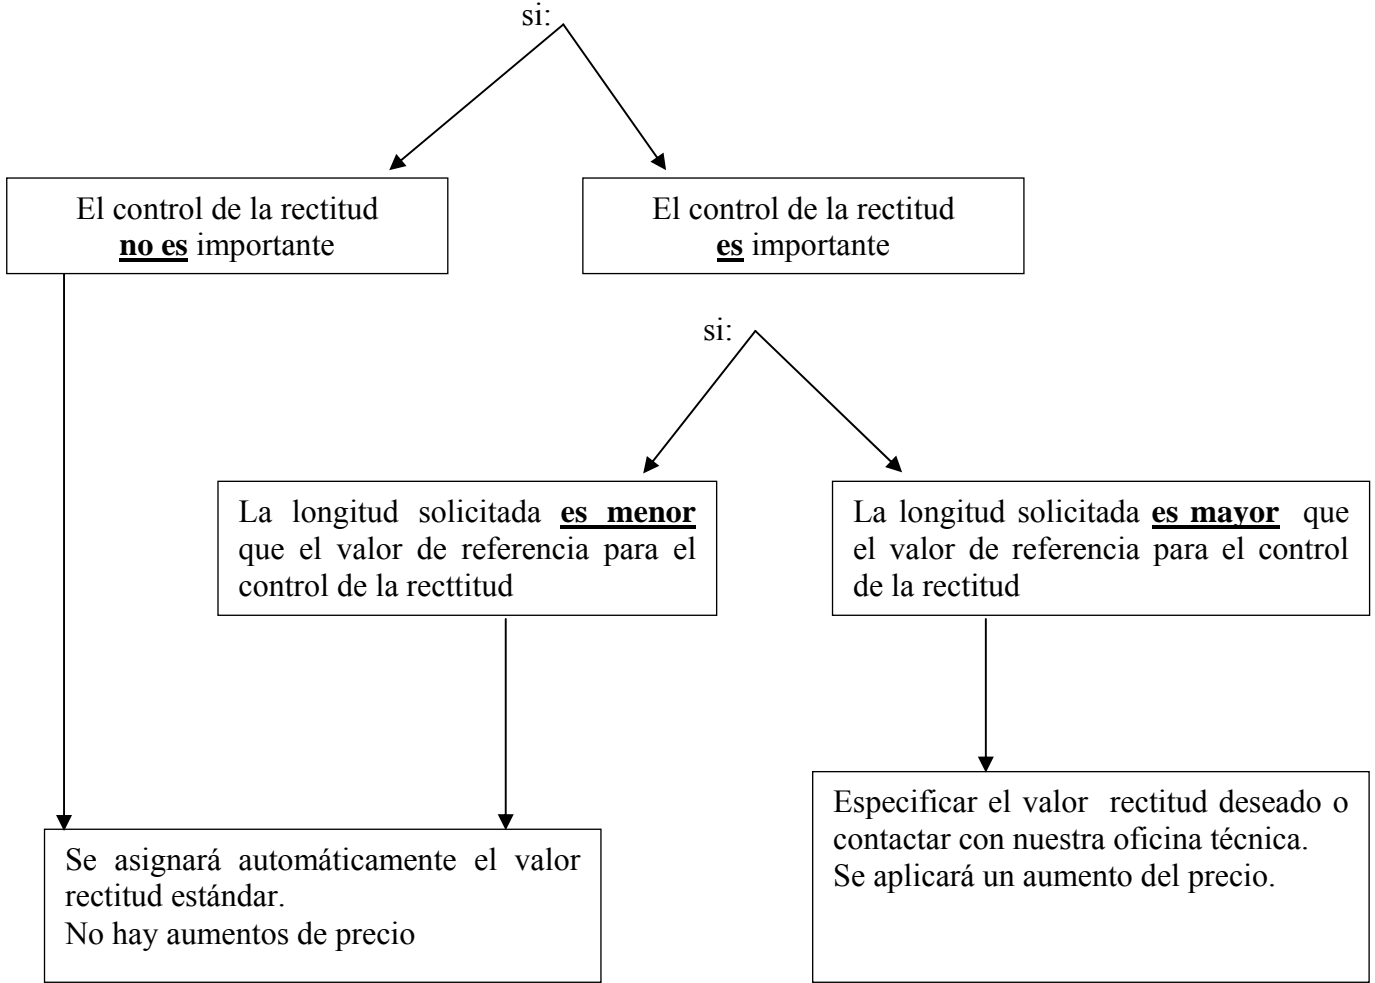 si:
El control de la rectitud
no es importante
El control de la rectitud
es importante
si:
La longitud solicitada es menor
que el valor de referencia para el
control de la recttitud
La longitud solicitada es mayor que
el valor de referencia para el control
de la rectitud
Se asignará automáticamente el valor
rectitud estándar.
No hay aumentos de precio
Especificar el valor rectitud deseado o
contactar con nuestra oficina técnica.
Se aplicará un aumento del precio.